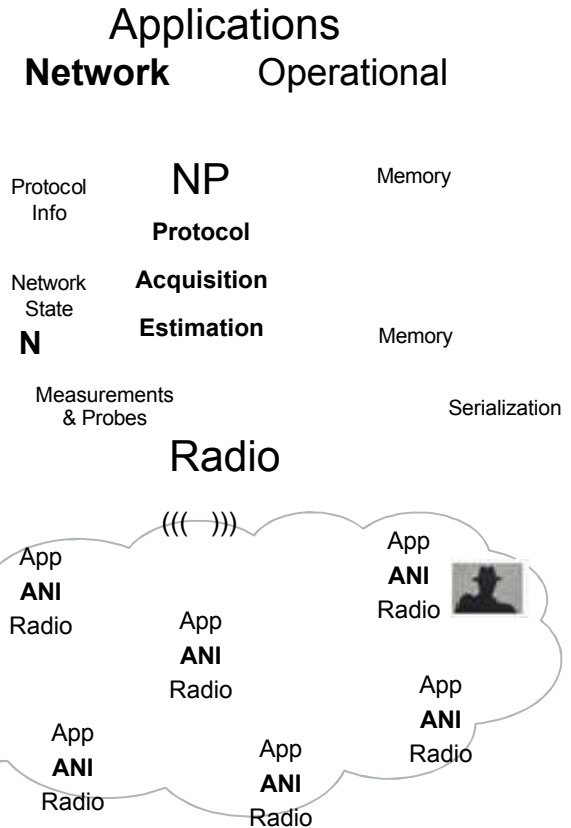 Applications
Network Operational
NP
Memory
Protocol
Info
Protocol
Network
State
Acquisition
N
Estimation
Memory
Measurements
& Probes
Serialization
Radio
((( )))
App
ANI
Radio
App
ANI
Radio
App
ANI
Radio
App
ANI
Radio
App
ANI
Radio
App
ANI
Radio